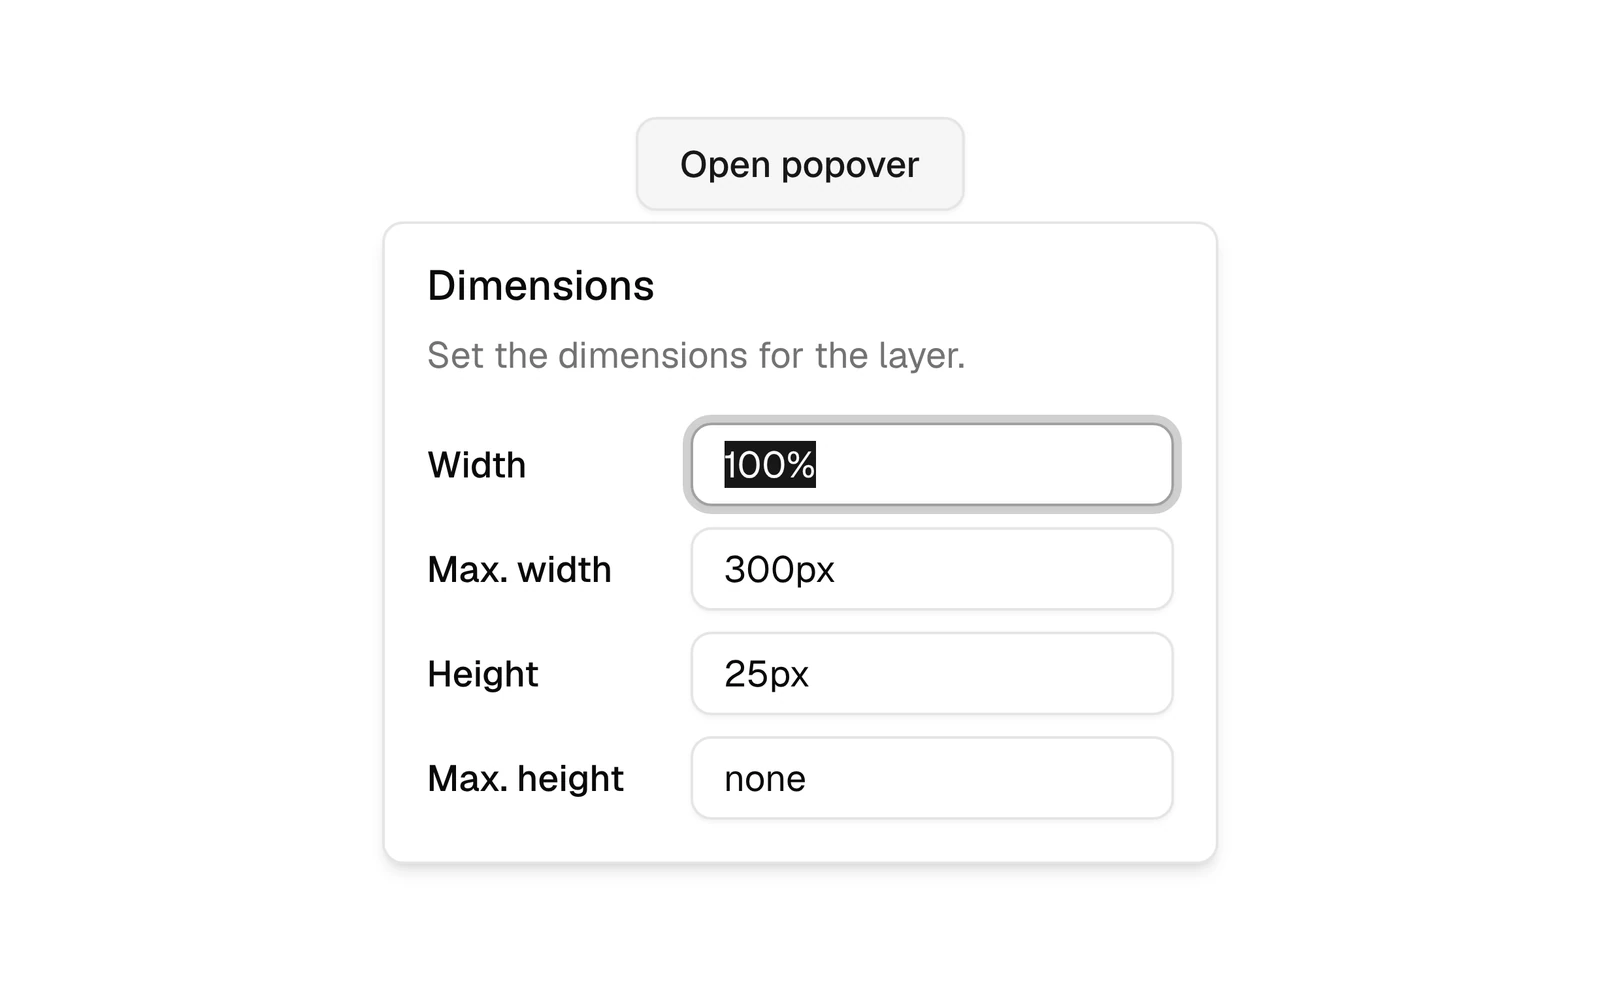 Open popover
Dimensions
Set the dimensions for the layer.
Width
100%
Max. width
300px
Height
25px
Max. height
none